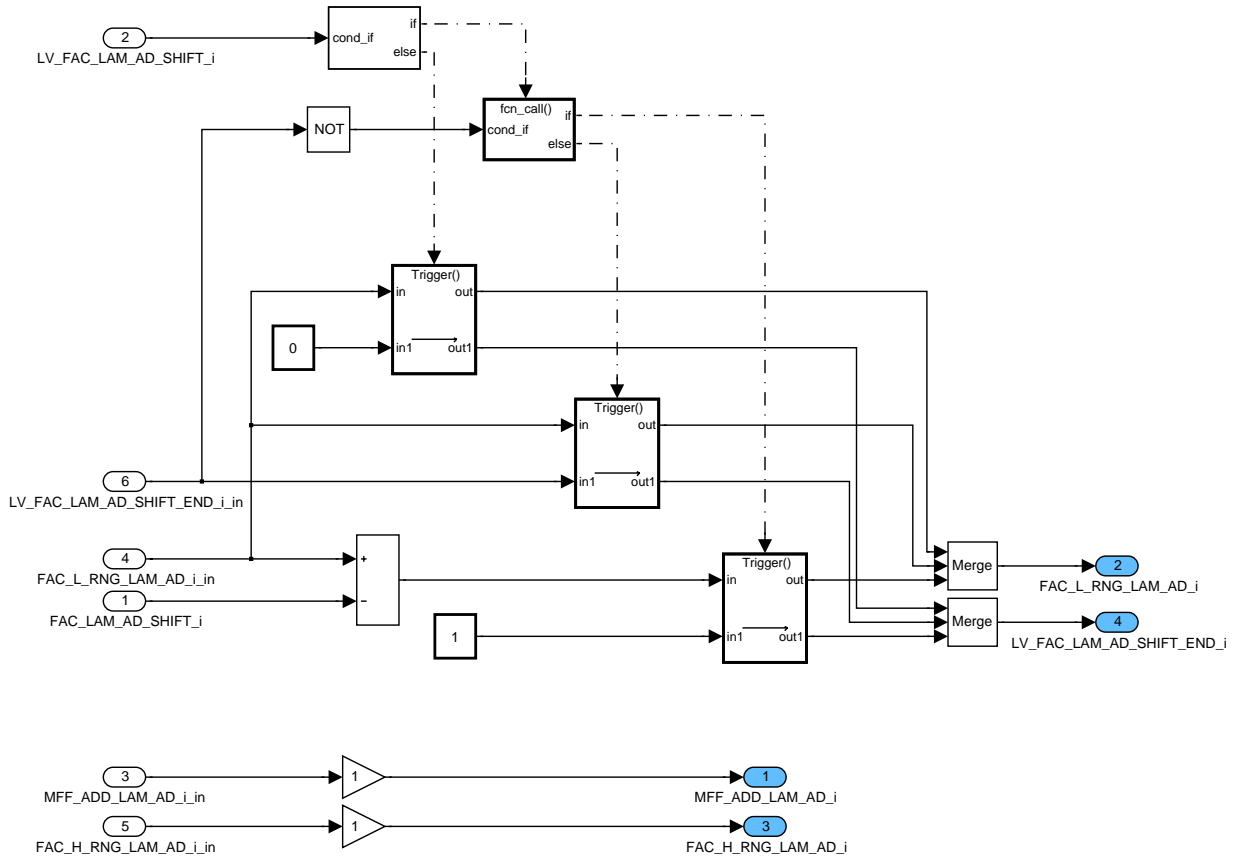 if
2
cond_if
LV_FAC_LAM_AD_SHIFT_i
else
fcn_call()
if
NOT
cond_if
else
Trigger()
in
out
0
in1
out1
Trigger()
in
out
6
in1
out1
LV_FAC_LAM_AD_SHIFT_END_i_in
4
+
Trigger()
Merge
2
FAC_L_RNG_LAM_AD_i_in
in
out
FAC_L_RNG_LAM_AD_i
1
−
FAC_LAM_AD_SHIFT_i
Merge
4
1
in1
out1
LV_FAC_LAM_AD_SHIFT_END_i
3
1
1
MFF_ADD_LAM_AD_i_in
MFF_ADD_LAM_AD_i
5
1
3
FAC_H_RNG_LAM_AD_i_in
FAC_H_RNG_LAM_AD_i